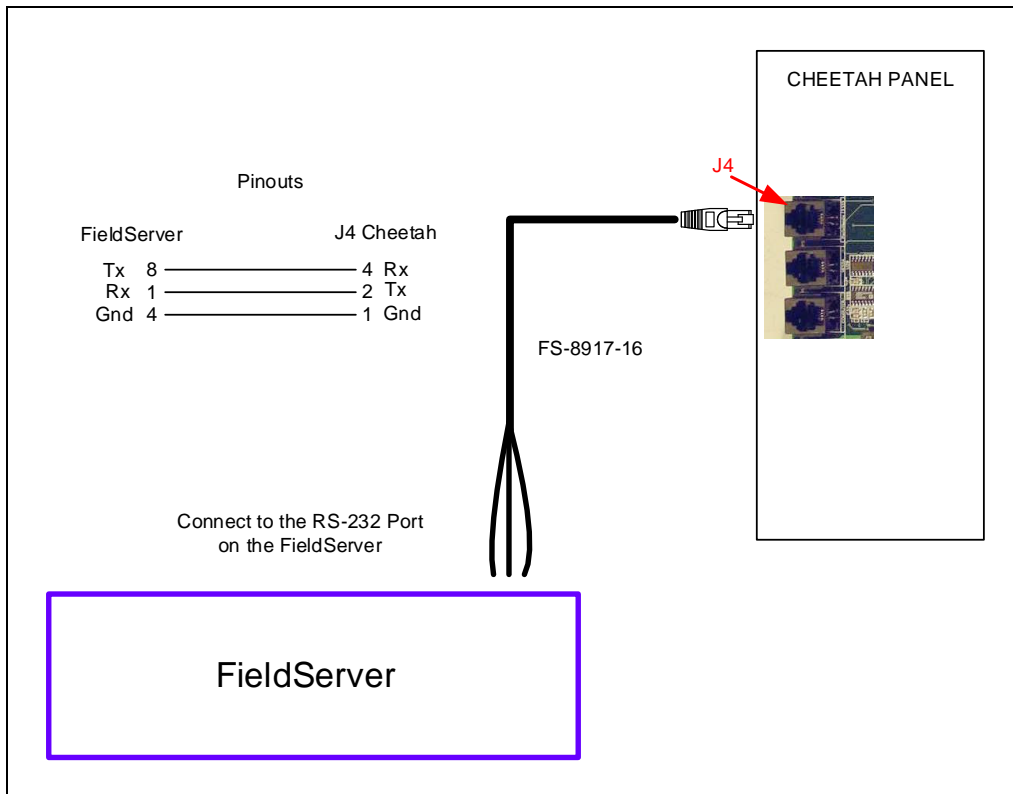 CHEETAH PANEL
J4
Pinouts
FieldServer J4 Cheetah
Tx 8 4 Rx
Rx 1 2 Tx
Gnd 4 1 Gnd
FS-8917-16
Connect to the RS-232 Port
on the FieldServer
FieldServer